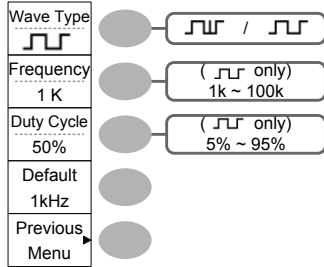 Wave Type
/
Frequency
1 K
( only)
1k ~ 100k
Duty Cycle
50%
( only)
5% ~ 95%
Default
1kHz
Previous
Menu